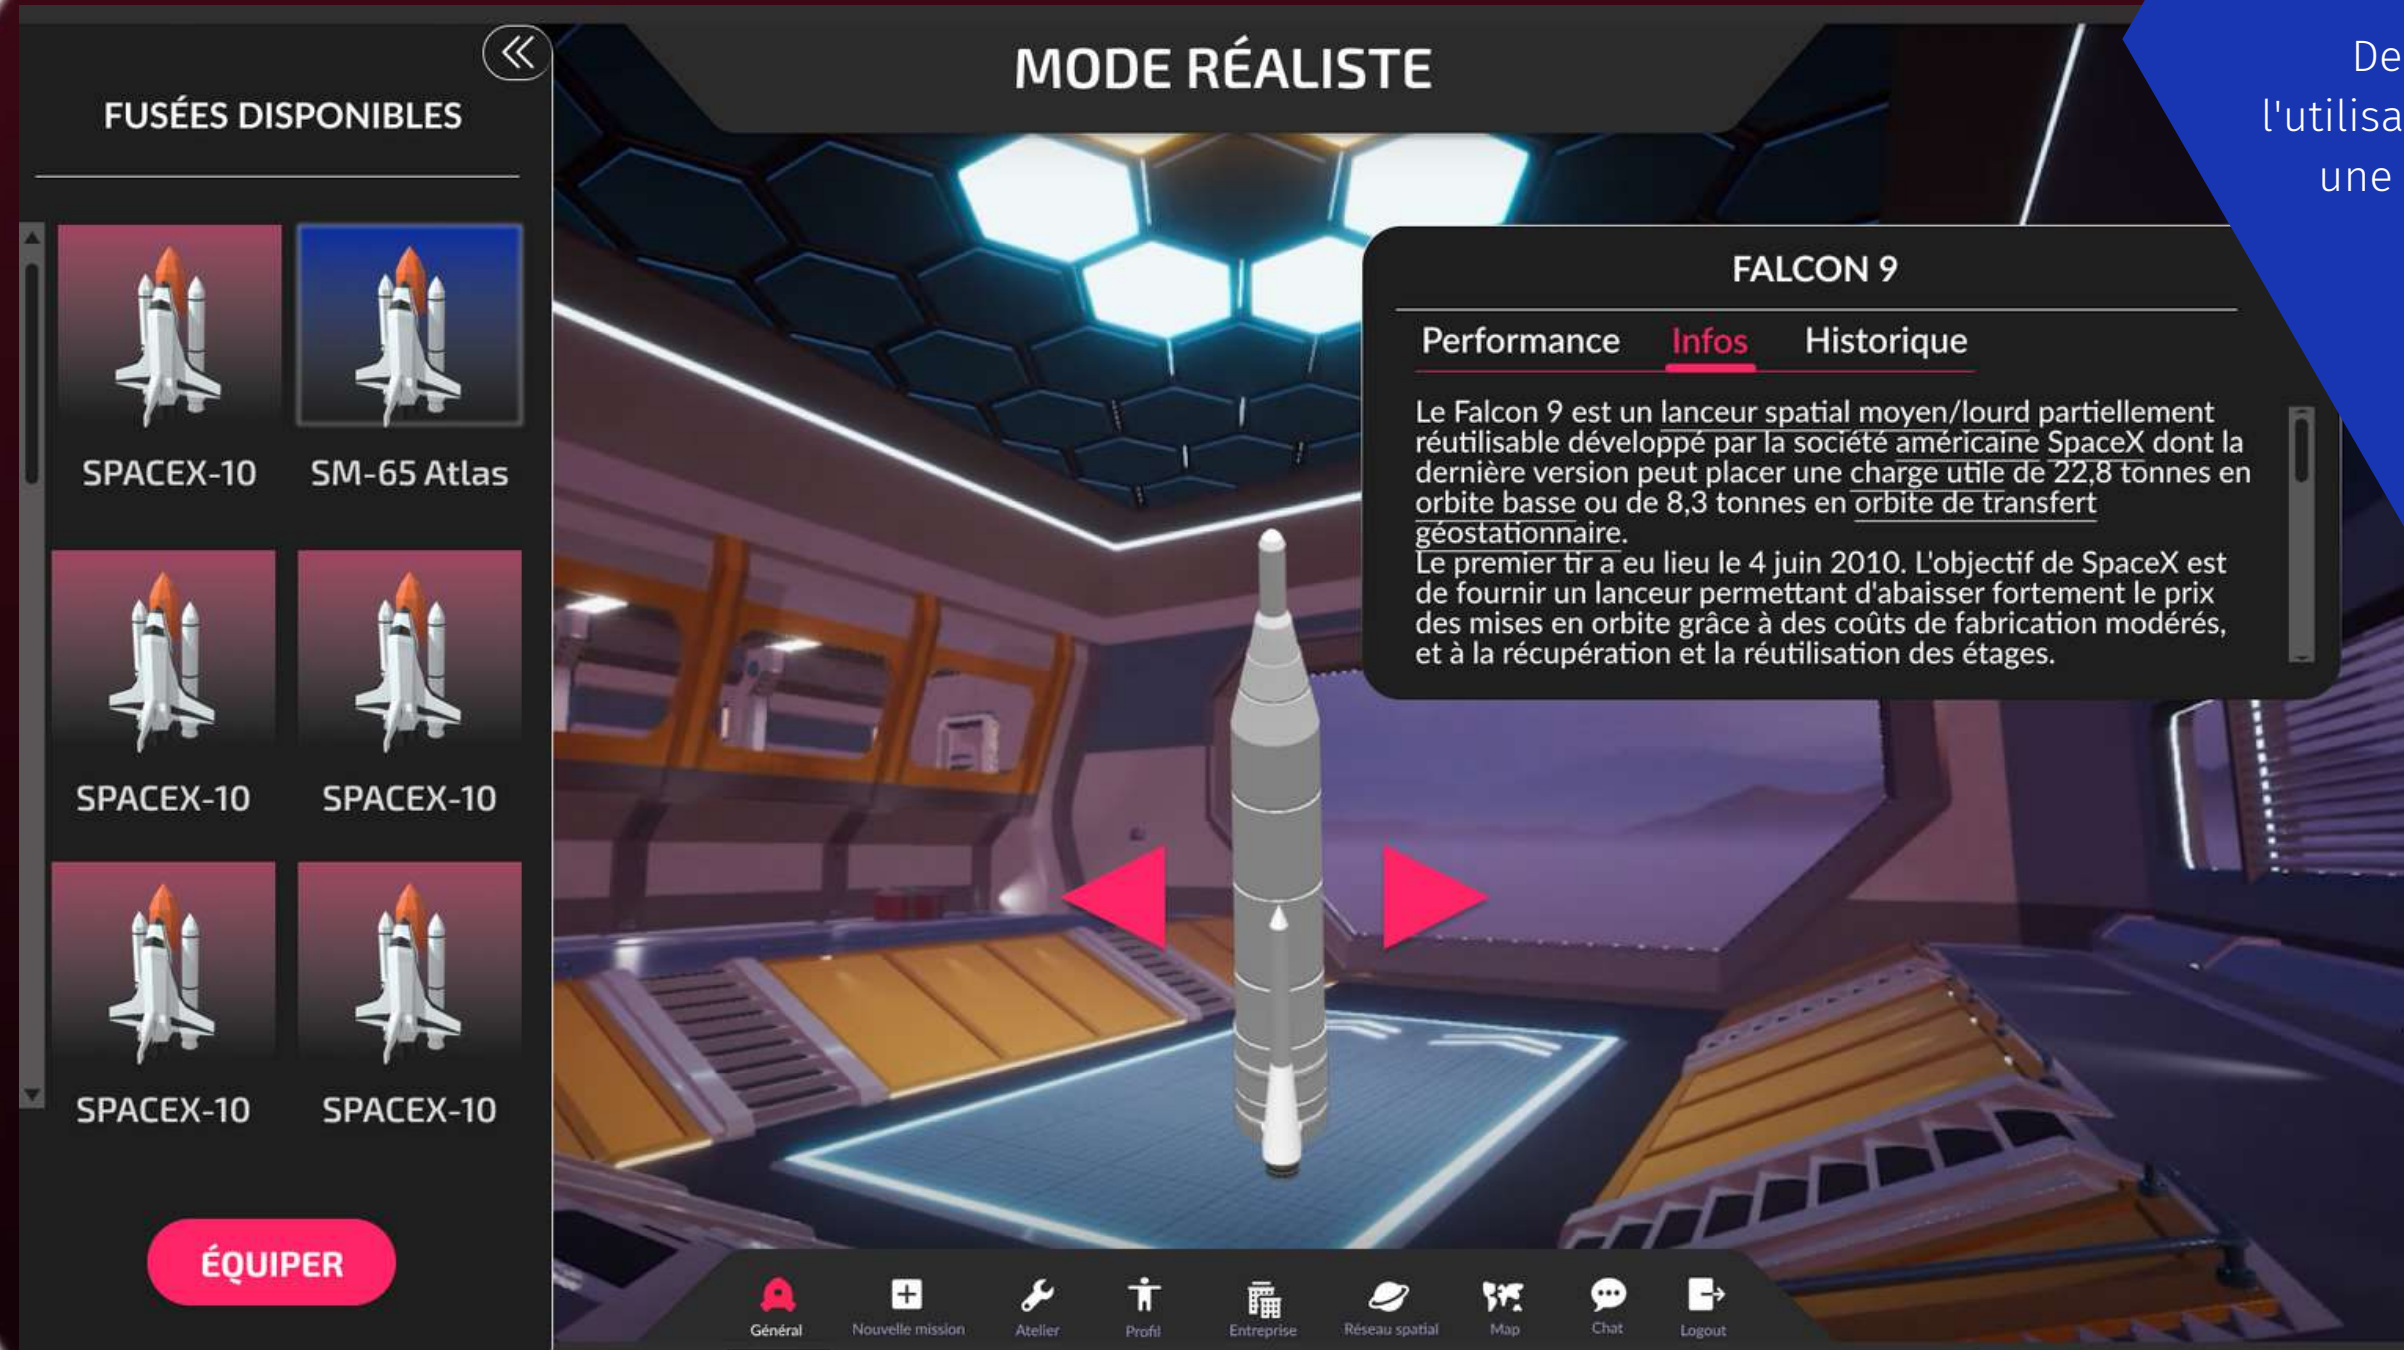 MODE RÉALISTE
De
l'utilisa
une
FUSÉES DISPONIBLES
SPACEX-10
SM-65 Atlas
SPACEX-10
SPACEX-10
SPACEX-10
SPACEX-10
ÉQUIPER
FALCON 9
Performance Infos Historique
Le Falcon 9 est un lanceur spatial moyen/lourd partiellement
réutilisable développé par la société américaine SpaceX dont la
dernière version peut placer une charge utile de 22,8 tonnes en
orbite basse ou de 8,3 tonnes en orbite de transfert
géostationnaire.
Le premier tir a eu lieu le 4 juin 2010. L'objectif de SpaceX est
de fournir un lanceur permettant d'abaisser fortement le prix
des mises en orbite grâce à des coûts de fabrication modérés,
et à la récupération et la réutilisation des étages.
Général Nouvelle mission Atelier Profil Entreprise Réseau spatial Map Chat Logout